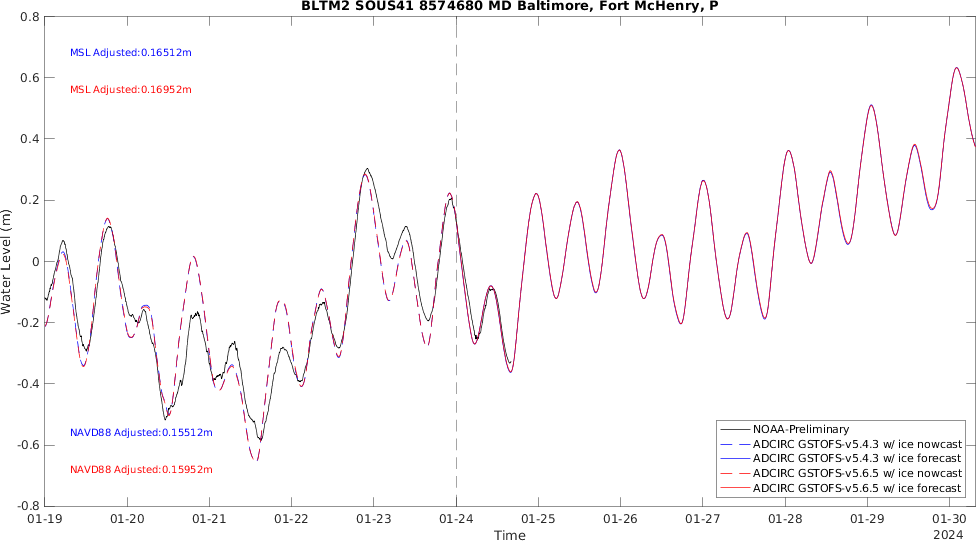 BLTM2 SOUS41 8574680 MD Baltimore, Fort McHenry, P
0.8
0.6
0.4
0.2
0
-0.2
-0.4
-0.6
-0.8
Water Level (m)
MSL Adjusted:0.16512m
MSL Adjusted:0.16952m
NAVD88 Adjusted:0.15512m
NAVD88 Adjusted:0.15952m
NOAA-Preliminary
ADCIRC GSTOFS-v5.4.3 w/ ice nowcast
ADCIRC GSTOFS-v5.4.3 w/ ice forecast
ADCIRC GSTOFS-v5.6.5 w/ ice nowcast
ADCIRC GSTOFS-v5.6.5 w/ ice forecast
01-19 01-20 01-21 01-22 01-23 01-24 01-25 01-26 01-27 01-28 01-29 01-30
Time
2024